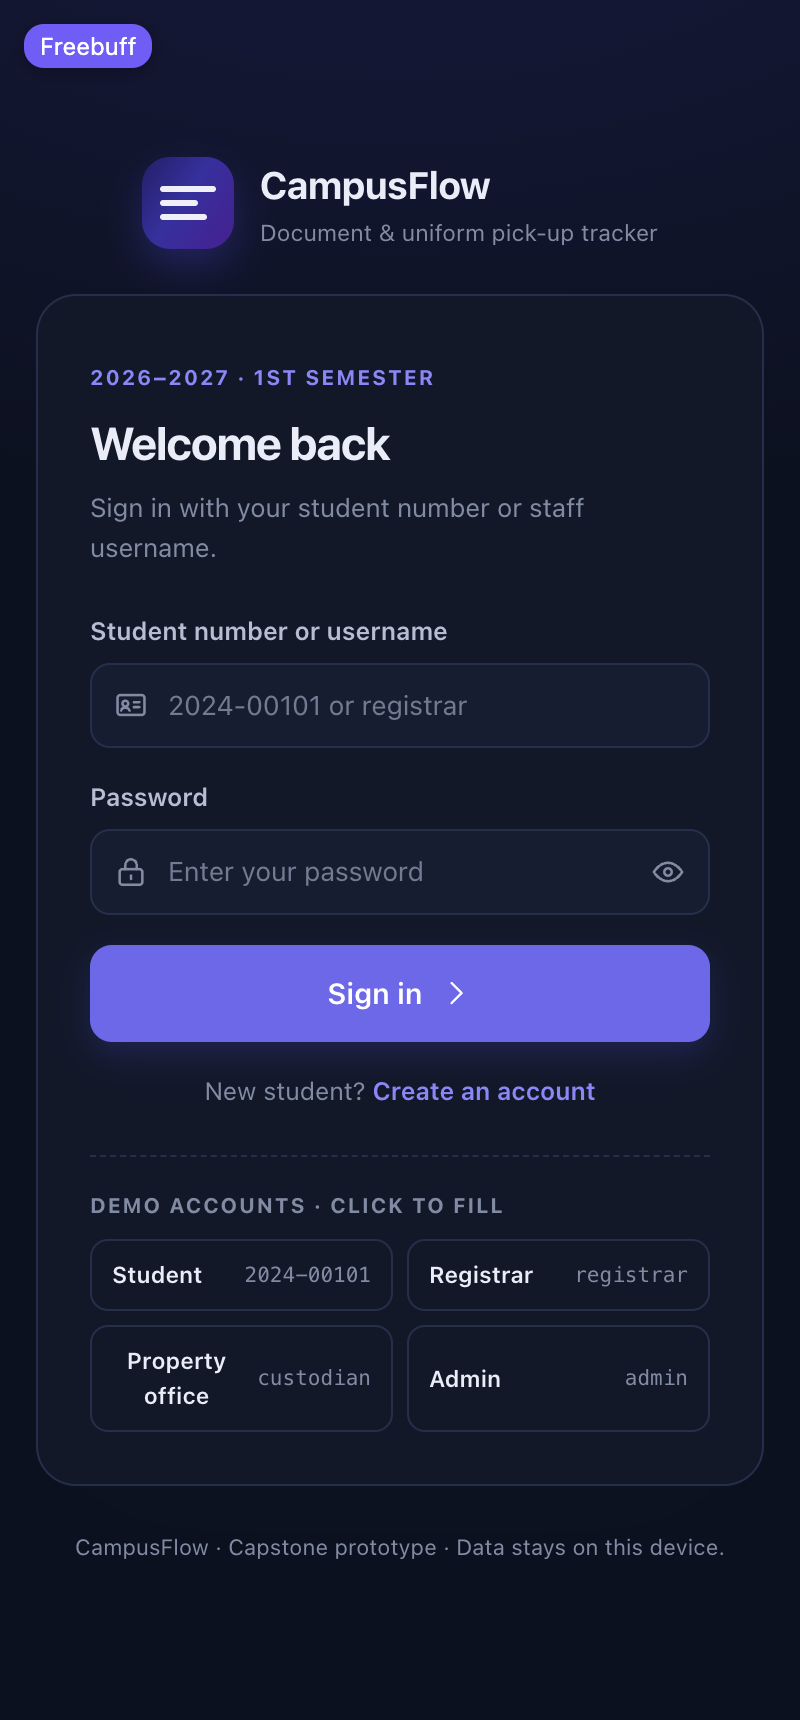 Freebuff
CampusFlow
Document & uniform pick-up tracker
2026–2027 · 1ST SEMESTER
Welcome back
Sign in with your student number or staff
username.
Student number or username
2024-00101 or registrar
Password
Enter your password
Sign in
New student? Create an account
DEMO ACCOUNTS · CLICK TO FILL
Student 2024-00101
Registrar registrar
Property
office
custodian
Admin admin
CampusFlow · Capstone prototype · Data stays on this device.